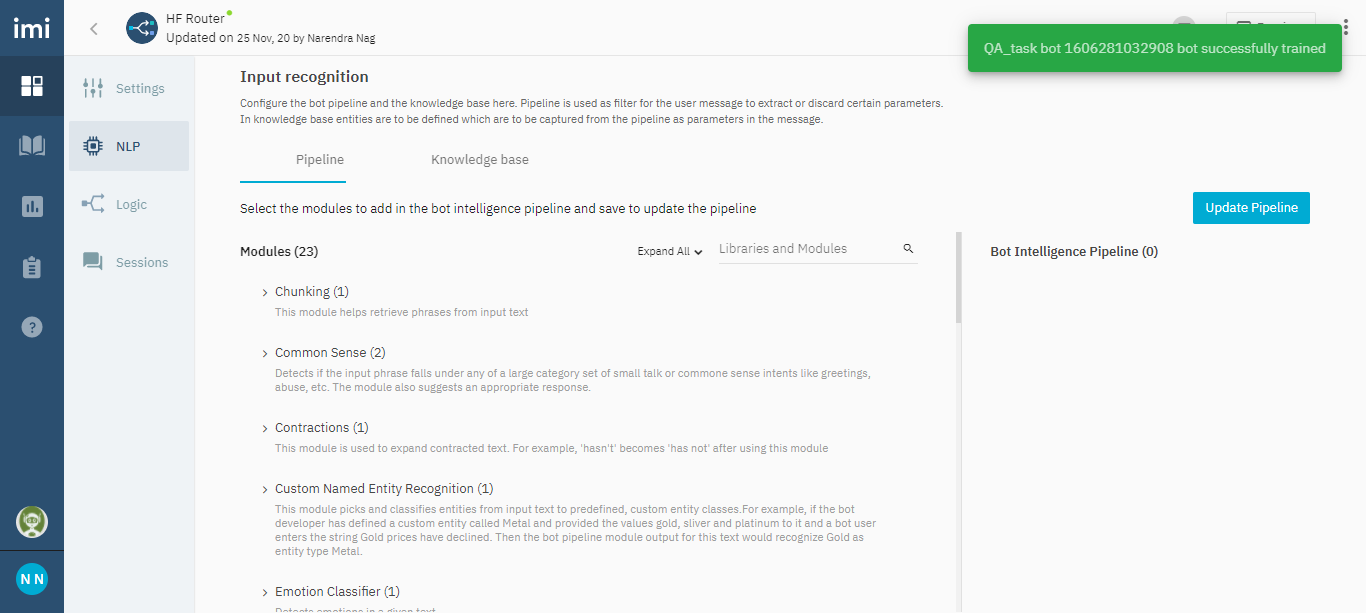 imi
HF Router
Updated on 25 Nov, 20 by Narendra Nag
QA_task bot 1606281032908 bot successfully trained
Settings
NLP
Logic
Sessions
Input recognition
Configure the bot pipeline and the knowledge base here. Pipeline is used as filter for the user message to extract or discard certain parameters.
In knowledge base entities are to be defined which are to be captured from the pipeline as parameters in the message.
Pipeline
Knowledge base
Select the modules to add in the bot intelligence pipeline and save to update the pipeline
Update Pipeline
Modules (23)
Expand All
Libraries and Modules
Bot Intelligence Pipeline (0)
Chunking (1)
This module helps retrieve phrases from input text
Common Sense (2)
Detects if the input phrase falls under any of a large category set of small talk or commone sense intents like greetings,
abuse, etc. The module also suggests an appropriate response.
Contractions (1)
This module is used to expand contracted text. For example, 'hasn't' becomes 'has not' after using this module
Custom Named Entity Recognition (1)
This module picks and classifies entities from input text to predefined, custom entity classes.For example, if the bot
developer has defined a custom entity called Metal and provided the values gold, sliver and platinum to it and a bot user
enters the string Gold prices have declined. Then the bot pipeline module output for this text would recognize Gold as
entity type Metal.
Emotion Classifier (1)
Detects emotions in a given text
?
N N